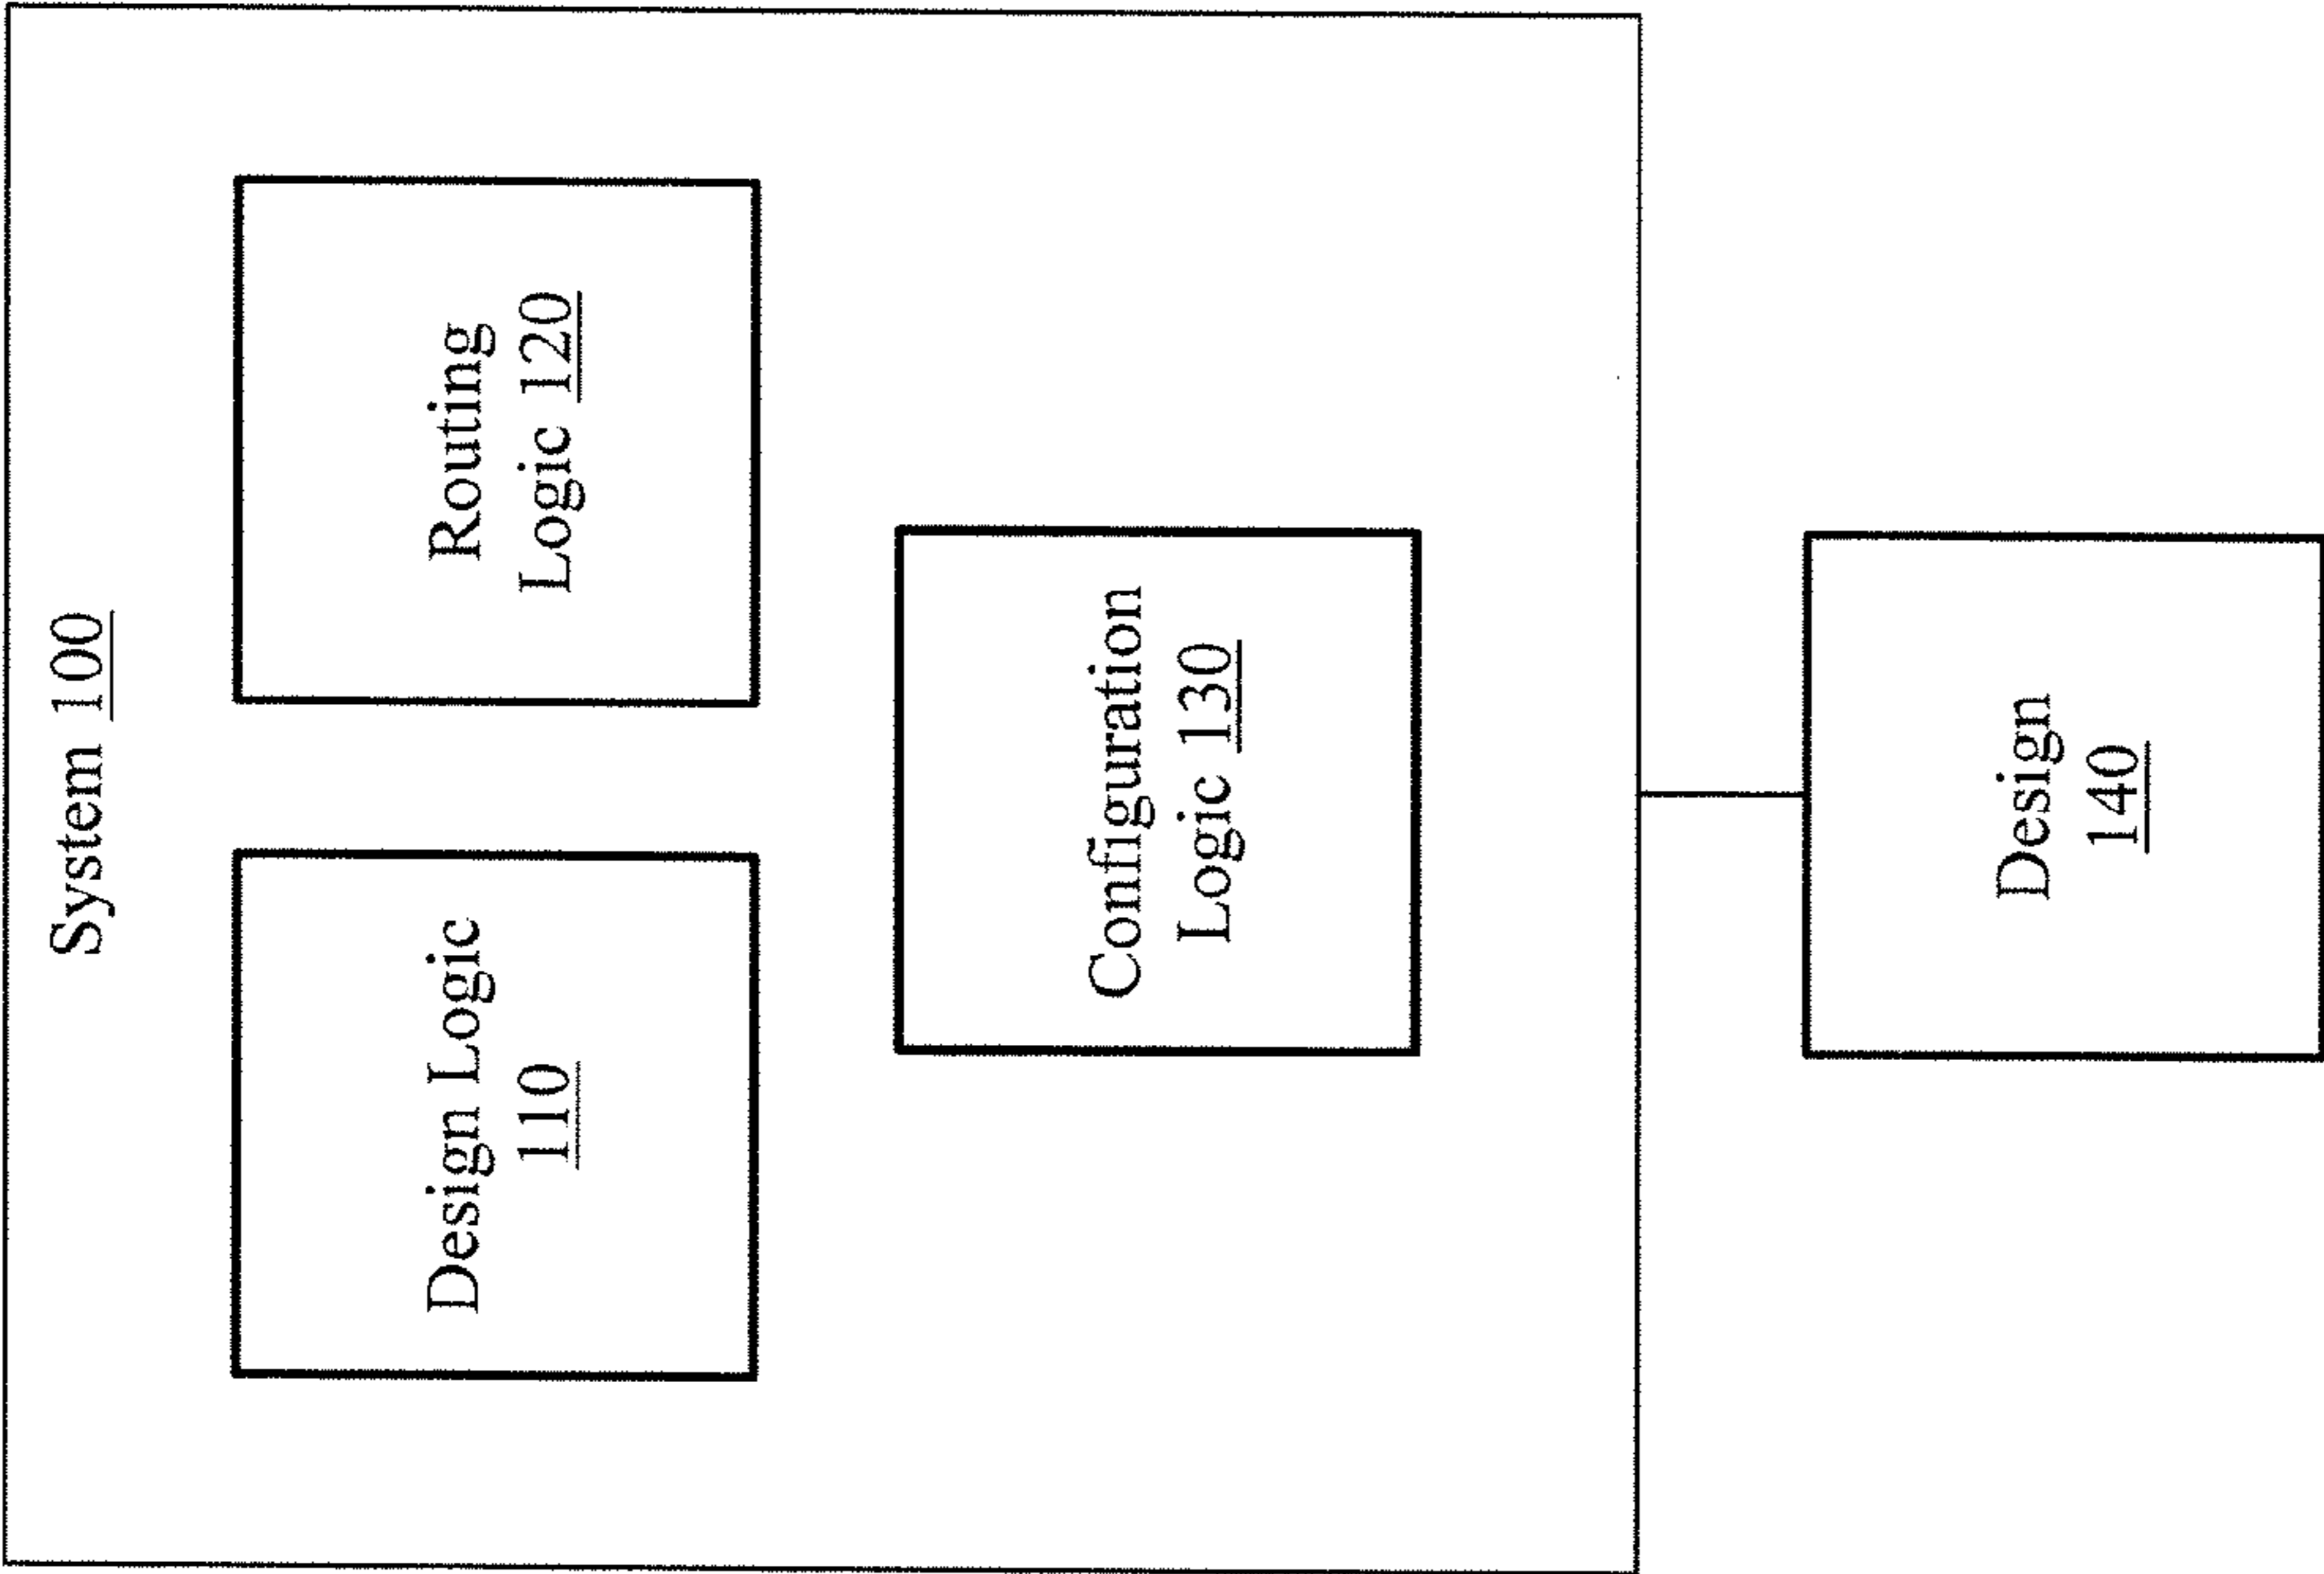 System 100
Design Logic
110
Routing
Logic 120
Configuration
Logic 130
Design
140